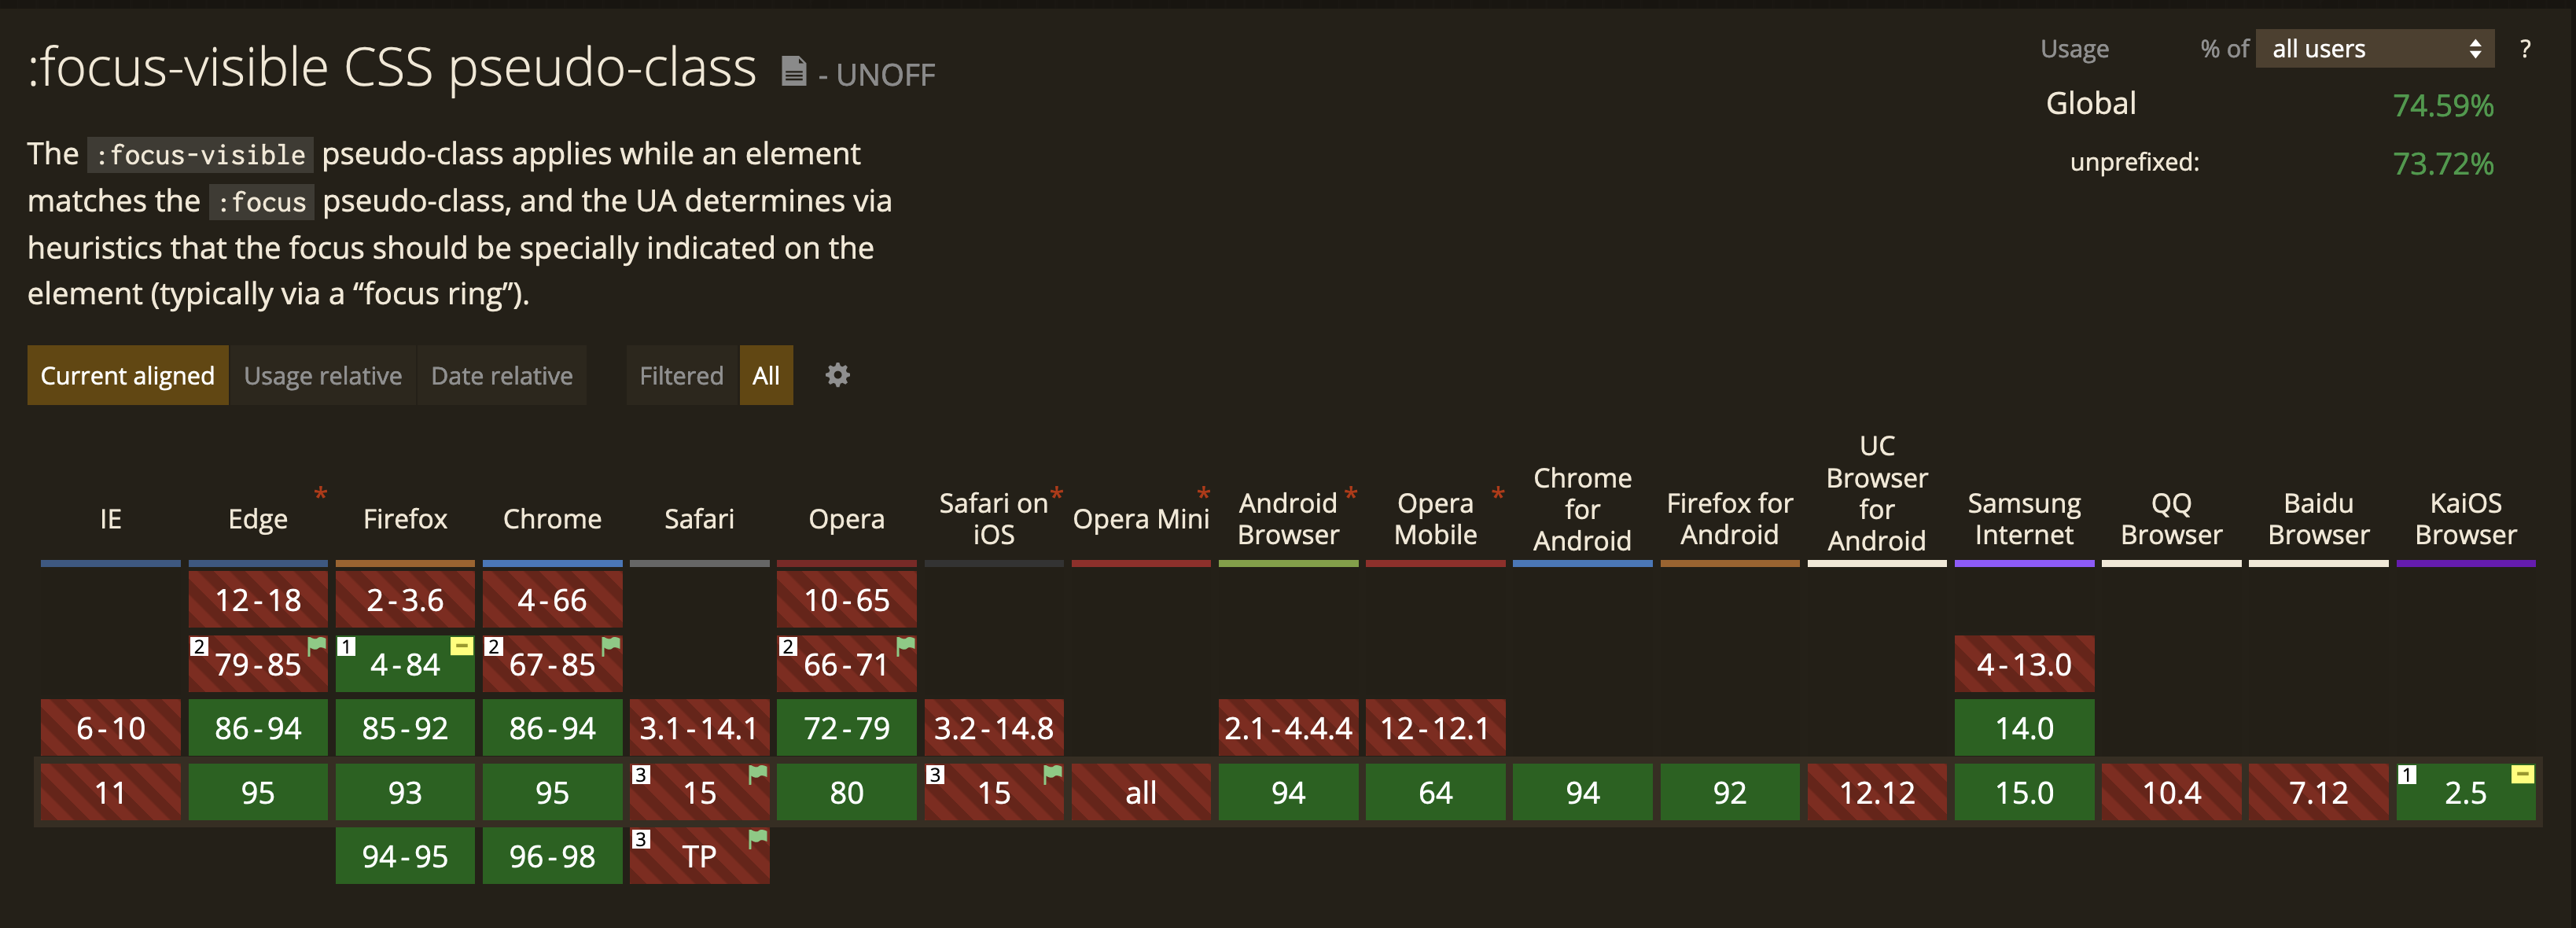 :focus-visible CSS pseudo-class - UNOFF
Usage % of all users ?
Global 74.59%
unprefixed: 73.72%
The :focus-visible pseudo-class applies while an element
matches the :focus pseudo-class, and the UA determines via
heuristics that the focus should be specially indicated on the
element (typically via a “focus ring”).
Current aligned Usage relative Date relative Filtered All
IE
Edge *
Firefox
Chrome
Safari
Opera
Safari on *
iOS
Opera Mini *
Android *
Browser
Opera *
Mobile
Chrome
for
Android
Firefox for
Android
UC
Browser
for
Android
Samsung
Internet
QQ
Browser
Baidu
Browser
KaiOS
Browser
12-18 2-3.6 4-66 10-65
2 79-85 1 4-84 - 2 67-85 2 66-71 4-13.0
6-10 86-94 85-92 86-94 3.1-14.1 72-79 3.2-14.8 2.1-4.4.4 12-12.1 14.0
11 95 93 95 3 15 80 3 15 all 94 64 94 92 12.12 15.0 10.4 7.12 1 2.5 -
94-95 96-98 3 TP